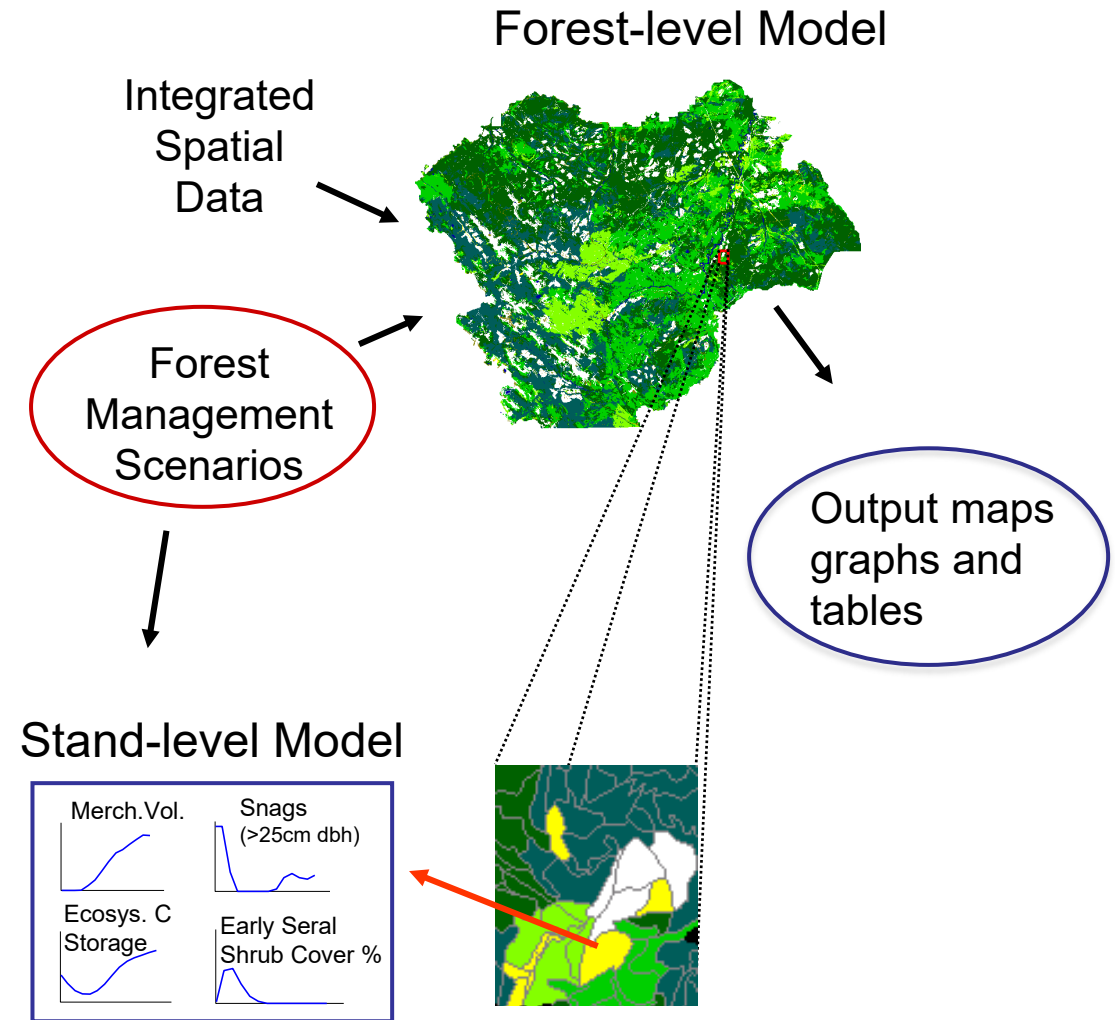 Forest-level Model
Integrated
Spatial
Data
Forest
Management
Scenarios
Output maps
graphs and
tables
Stand-level Model
Merch.Vol.
Snags
(>25cm dbh)
Ecosys. C
Storage
Early Seral
Shrub Cover %